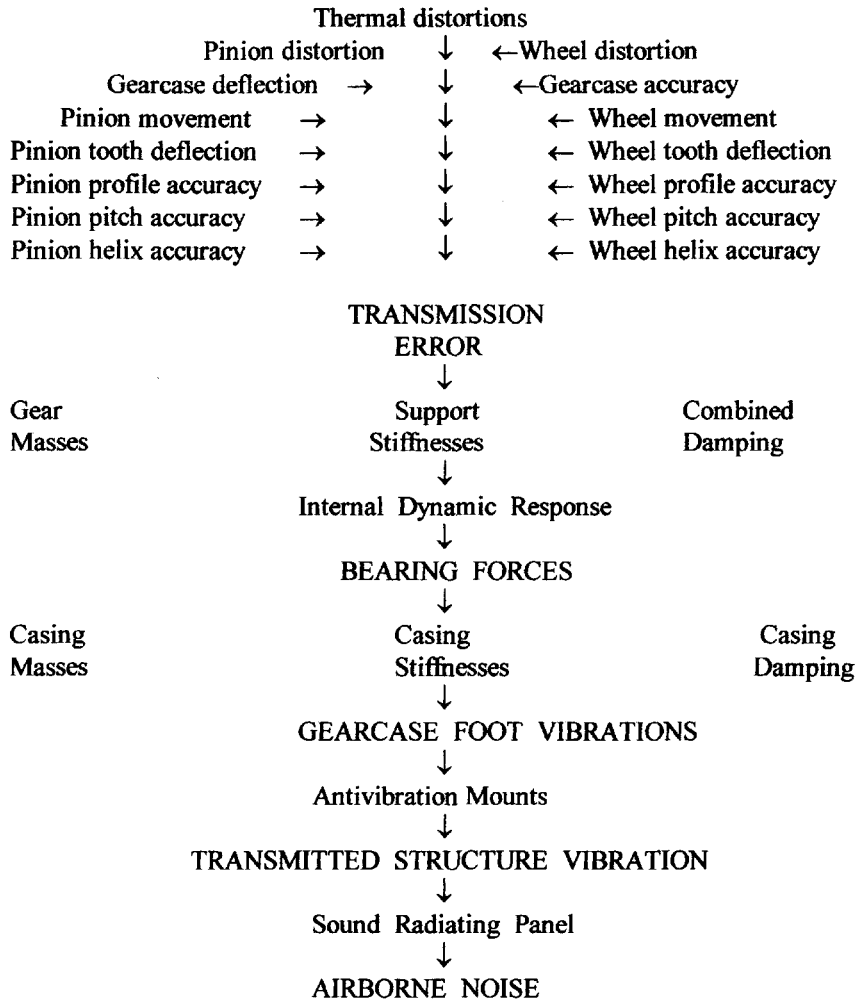 Thermal distortions
Pinion distortion ↓ ←Wheel distortion
Gearcase deflection → ↓ ←Gearcase accuracy
Pinion movement → ↓ ← Wheel movement
Pinion tooth deflection → ↓ ← Wheel tooth deflection
Pinion profile accuracy → ↓ ← Wheel profile accuracy
Pinion pitch accuracy → ↓ ← Wheel pitch accuracy
Pinion helix accuracy → ↓ ← Wheel helix accuracy
TRANSMISSION
ERROR
↓
Gear Support Combined
Masses Stiffnesses Damping
↓
Internal Dynamic Response
↓
BEARING FORCES
↓
Casing Casing Casing
Masses Stiffnesses Damping
↓
GEARCASE FOOT VIBRATIONS
↓
Antivibration Mounts
↓
TRANSMITTED STRUCTURE VIBRATION
↓
Sound Radiating Panel
↓
AIRBORNE NOISE